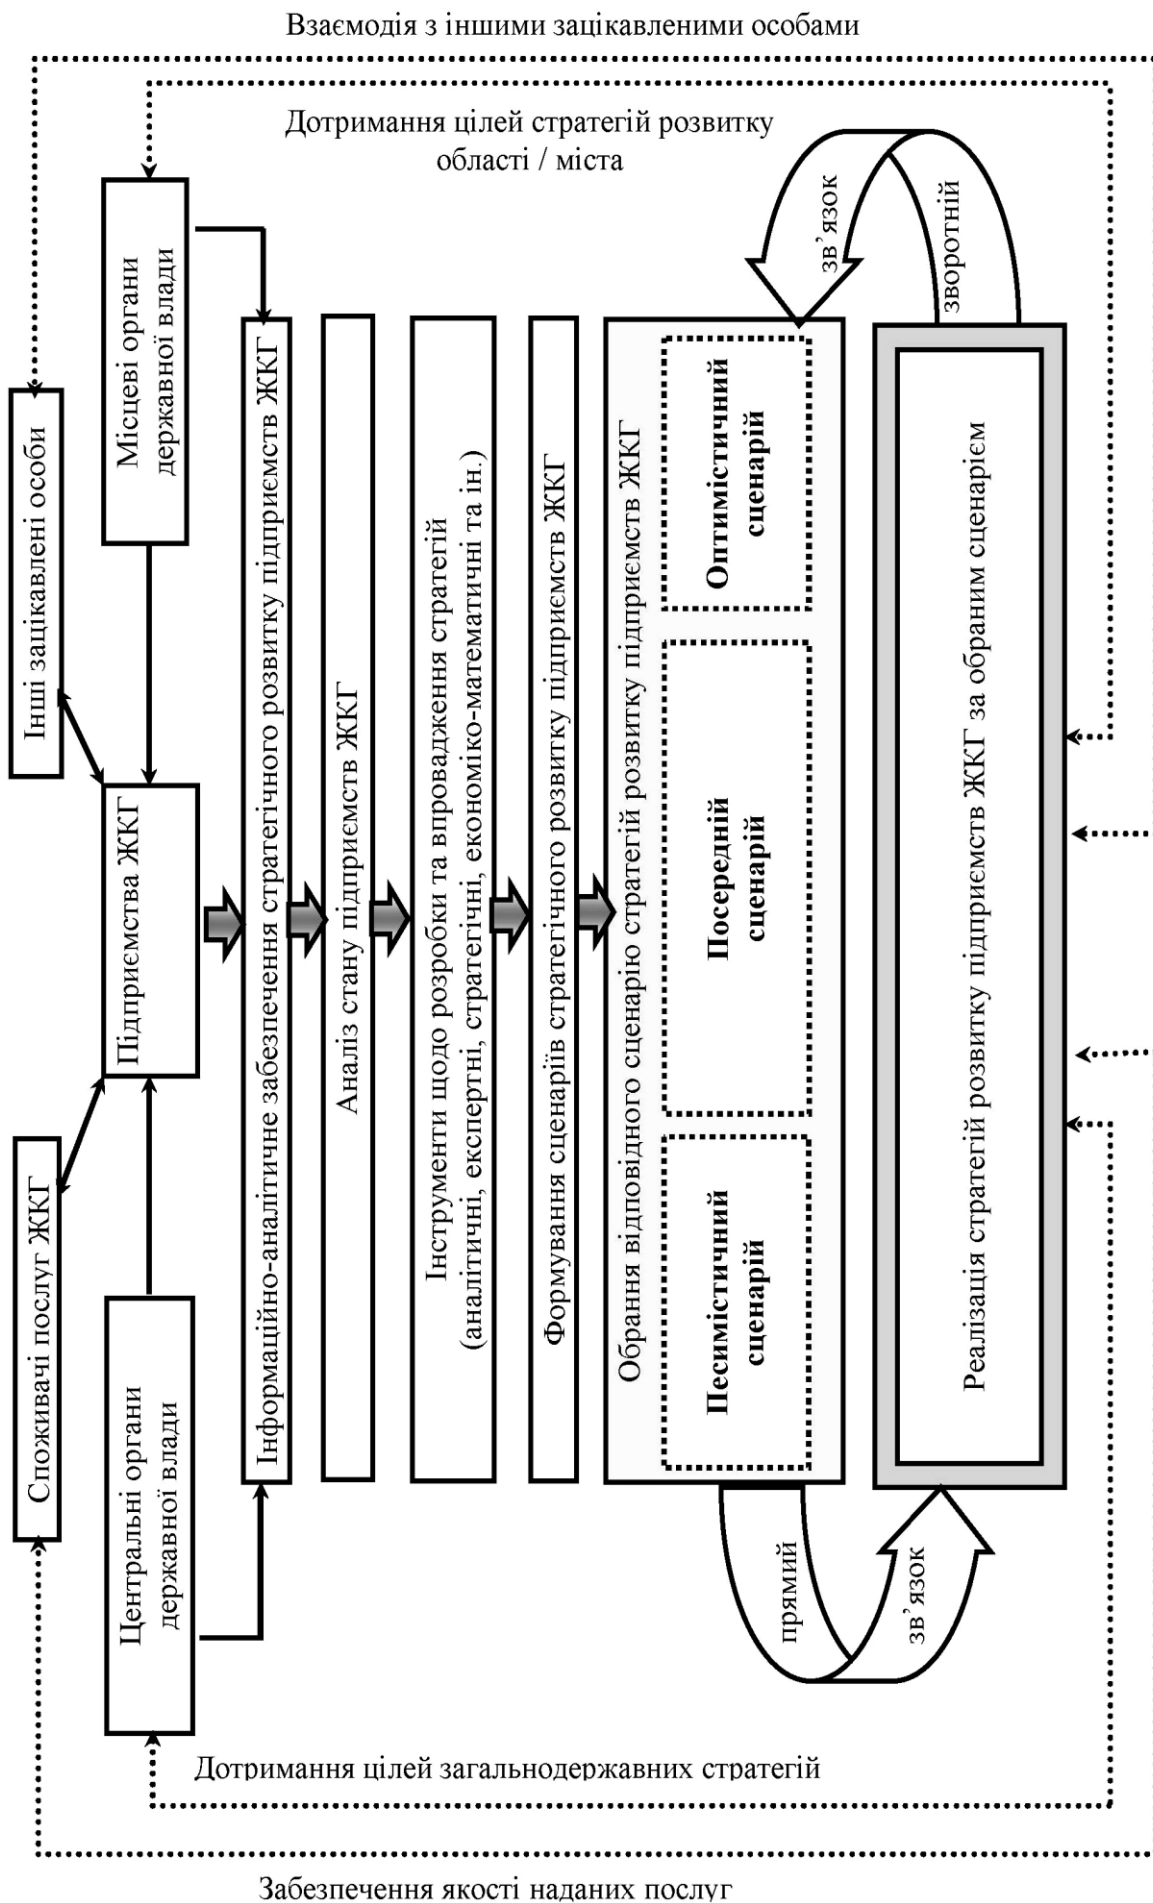 Взаємодія з іншими зацікавленими особами
Дотримання цілей стратегій розвитку
області / міста
Споживачі послуг ЖКГ
Інші зацікавлені особи
Центральні органи
державної влади
Підприємства ЖКГ
Місцеві органи
державної влади
Інформаційно-аналітичне забезпечення стратегічного розвитку підприємств ЖКГ
Аналіз стану підприємств ЖКГ
Інструменти щодо розробки та впровадження стратегій
(аналітичні, експертні, стратегічні, економіко-математичні та ін.)
Формування сценаріїв стратегічного розвитку підприємств ЖКГ
Обрання відповідного сценарію стратегій розвитку підприємств ЖКГ
Песимістичний
сценарій
Посередній
сценарій
Оптимістичний
сценарій
прямий
зв’язок
зворотній
зв’язок
Реалізація стратегій розвитку підприємств ЖКГ за обраним сценарієм
Дотримання цілей загальнодержавних стратегій
Забезпечення якості наданих послуг